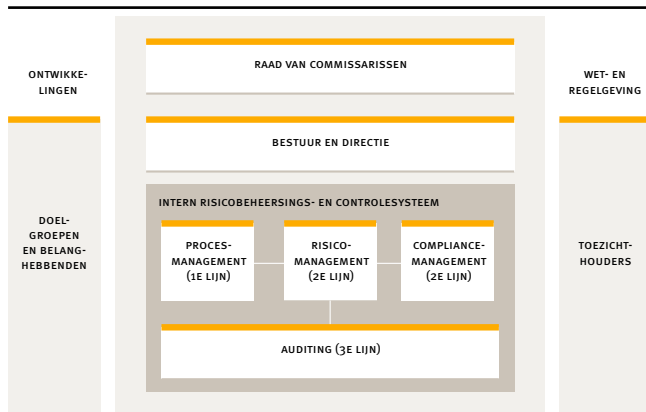 ONTWIKKE-
LINGEN
DOEL-
GROEPEN
EN BELANG-
HEBBENDEN
RAAD VAN COMMISSARISSEN
BESTUUR EN DIRECTIE
INTERN RISICOBEHEERSINGS- EN CONTROLESYSTEEM
PROCES-
MANAGEMENT
(1E LIJN)
RISICO-
MANAGEMENT
(2E LIJN)
COMPLIANCE-
MANAGEMENT
(2E LIJN)
AUDITING (3E LIJN)
WET- EN
REGELGEVING
TOEZICHT-
HOUDERS